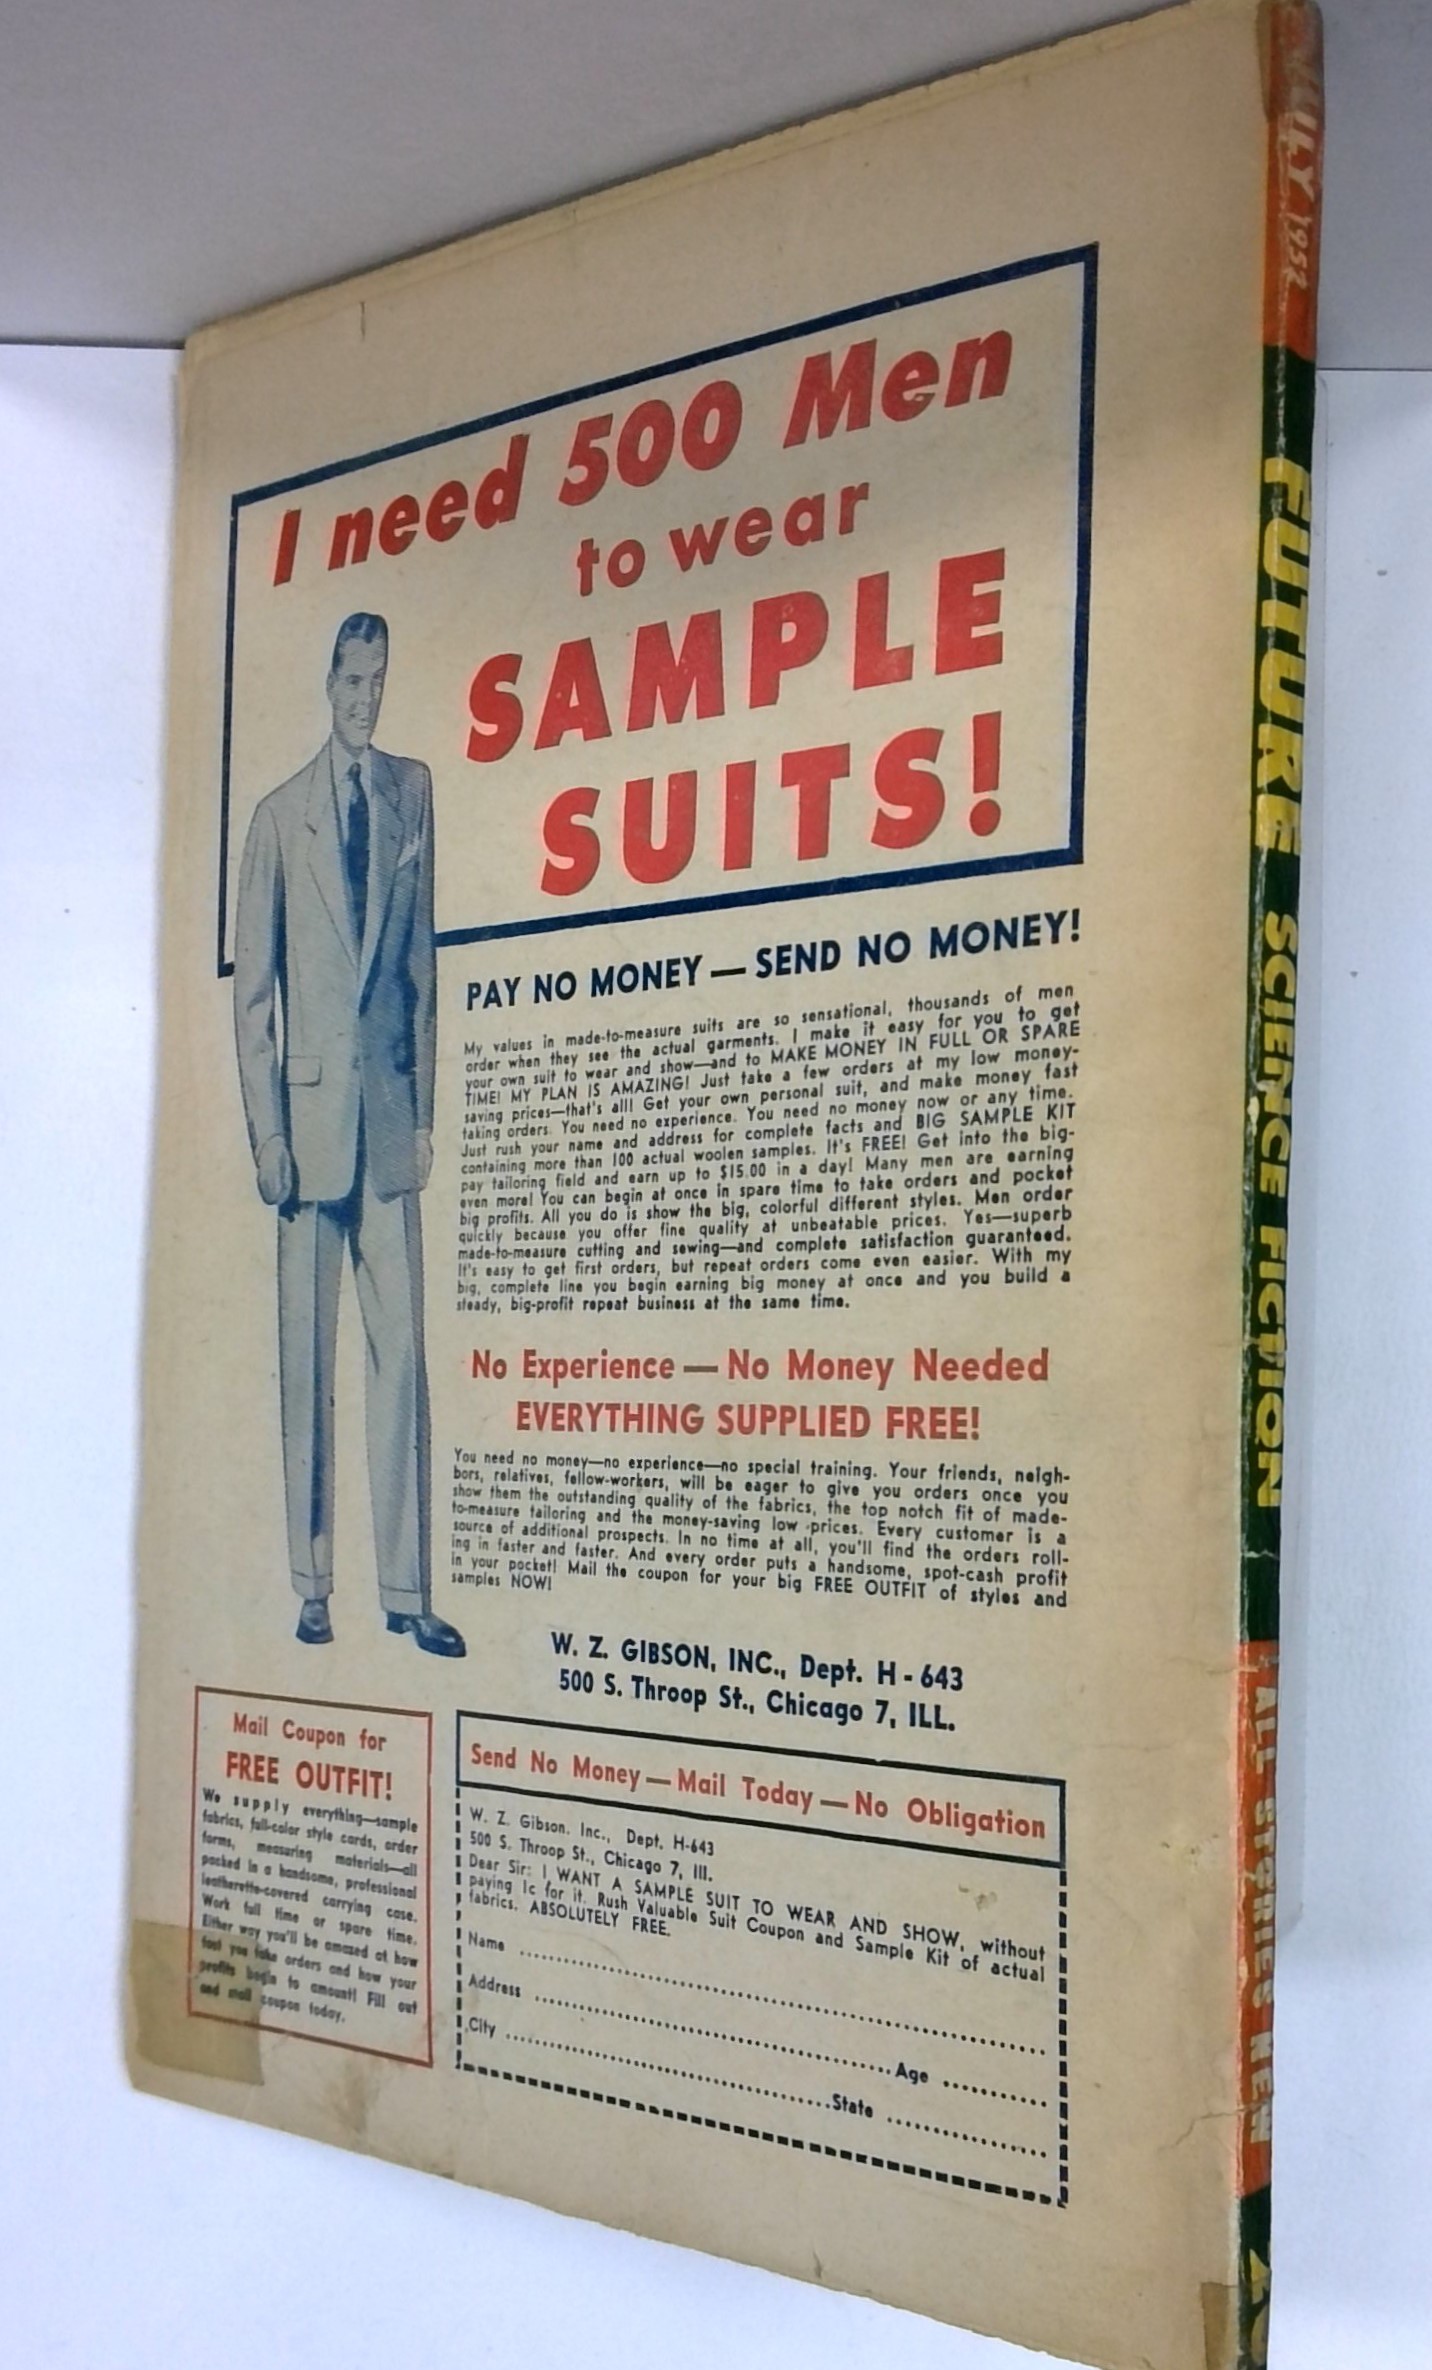 I need 500 Men
to wear
SAMPLE
SUITS!
PAY NO MONEY — SEND NO MONEY!
My values in made-to-measure suits are so sensational, thousands of men
order when they see the actual garments. I make it easy for you to get
your own suit to wear and show—and to MAKE MONEY IN FULL OR SPARE
TIME! MY PLAN IS AMAZING! Just take a few orders at my low money-
saving prices—that's all! Get your own personal suit, and make money fast
taking orders. You need no experience. You need no money now or any time.
Just rush your name and address for complete facts and BIG SAMPLE KIT
containing more than 100 actual woolen samples. It's FREE! Get into the big-
pay tailoring field and earn up to $15.00 in a day! Many men are earning
even more! You can begin at once in spare time to take orders and pocket
big profits. All you do is show the big, colorful different styles. Men order
quickly because you offer fine quality at unbeatable prices. Yes—superb
made-to-measure cutting and sewing—and complete satisfaction guaranteed.
It's easy to get first orders, but repeat orders come even easier. With my
big, complete line you begin earning big money at once and you build a
steady, big-profit repeat business at the same time.
No Experience — No Money Needed
EVERYTHING SUPPLIED FREE!
You need no money—no experience—no special training. Your friends, neigh-
bors, relatives, fellow-workers, will be eager to give you orders once you
show them the outstanding quality of the fabrics, the top notch fit of made-
to-measure tailoring and the money-saving low prices. Every customer is a
source of additional prospects. In no time at all, you'll find the orders roll-
ing in faster and faster. And every order puts a handsome, spot-cash profit
in your pocket! Mail the coupon for your big FREE OUTFIT of styles and
samples NOW!
W. Z. GIBSON, INC., Dept. H - 643
500 S. Throop St., Chicago 7, ILL.
Mail Coupon for
FREE OUTFIT!
We supply everything—sample
fabrics, full-color style cards, order
forms, measuring materials—all
packed in a handsome, professional
leatherette-covered carrying case.
Work full time or spare time.
Either way you'll be amazed at how
fast you take orders and how your
profits begin to amount! Fill out
and mail coupon today.
Send No Money — Mail Today — No Obligation
W. Z. Gibson. Inc., Dept. H-643
500 S. Throop St., Chicago 7, Ill.
Dear Sir: I WANT A SAMPLE SUIT TO WEAR AND SHOW, without
paying 1c for it. Rush Valuable Suit Coupon and Sample Kit of actual
fabrics. ABSOLUTELY FREE.
Name
Address Age
City State
JULY 1952
FUTURE SCIENCE FICTION
ALL STORIES NEW